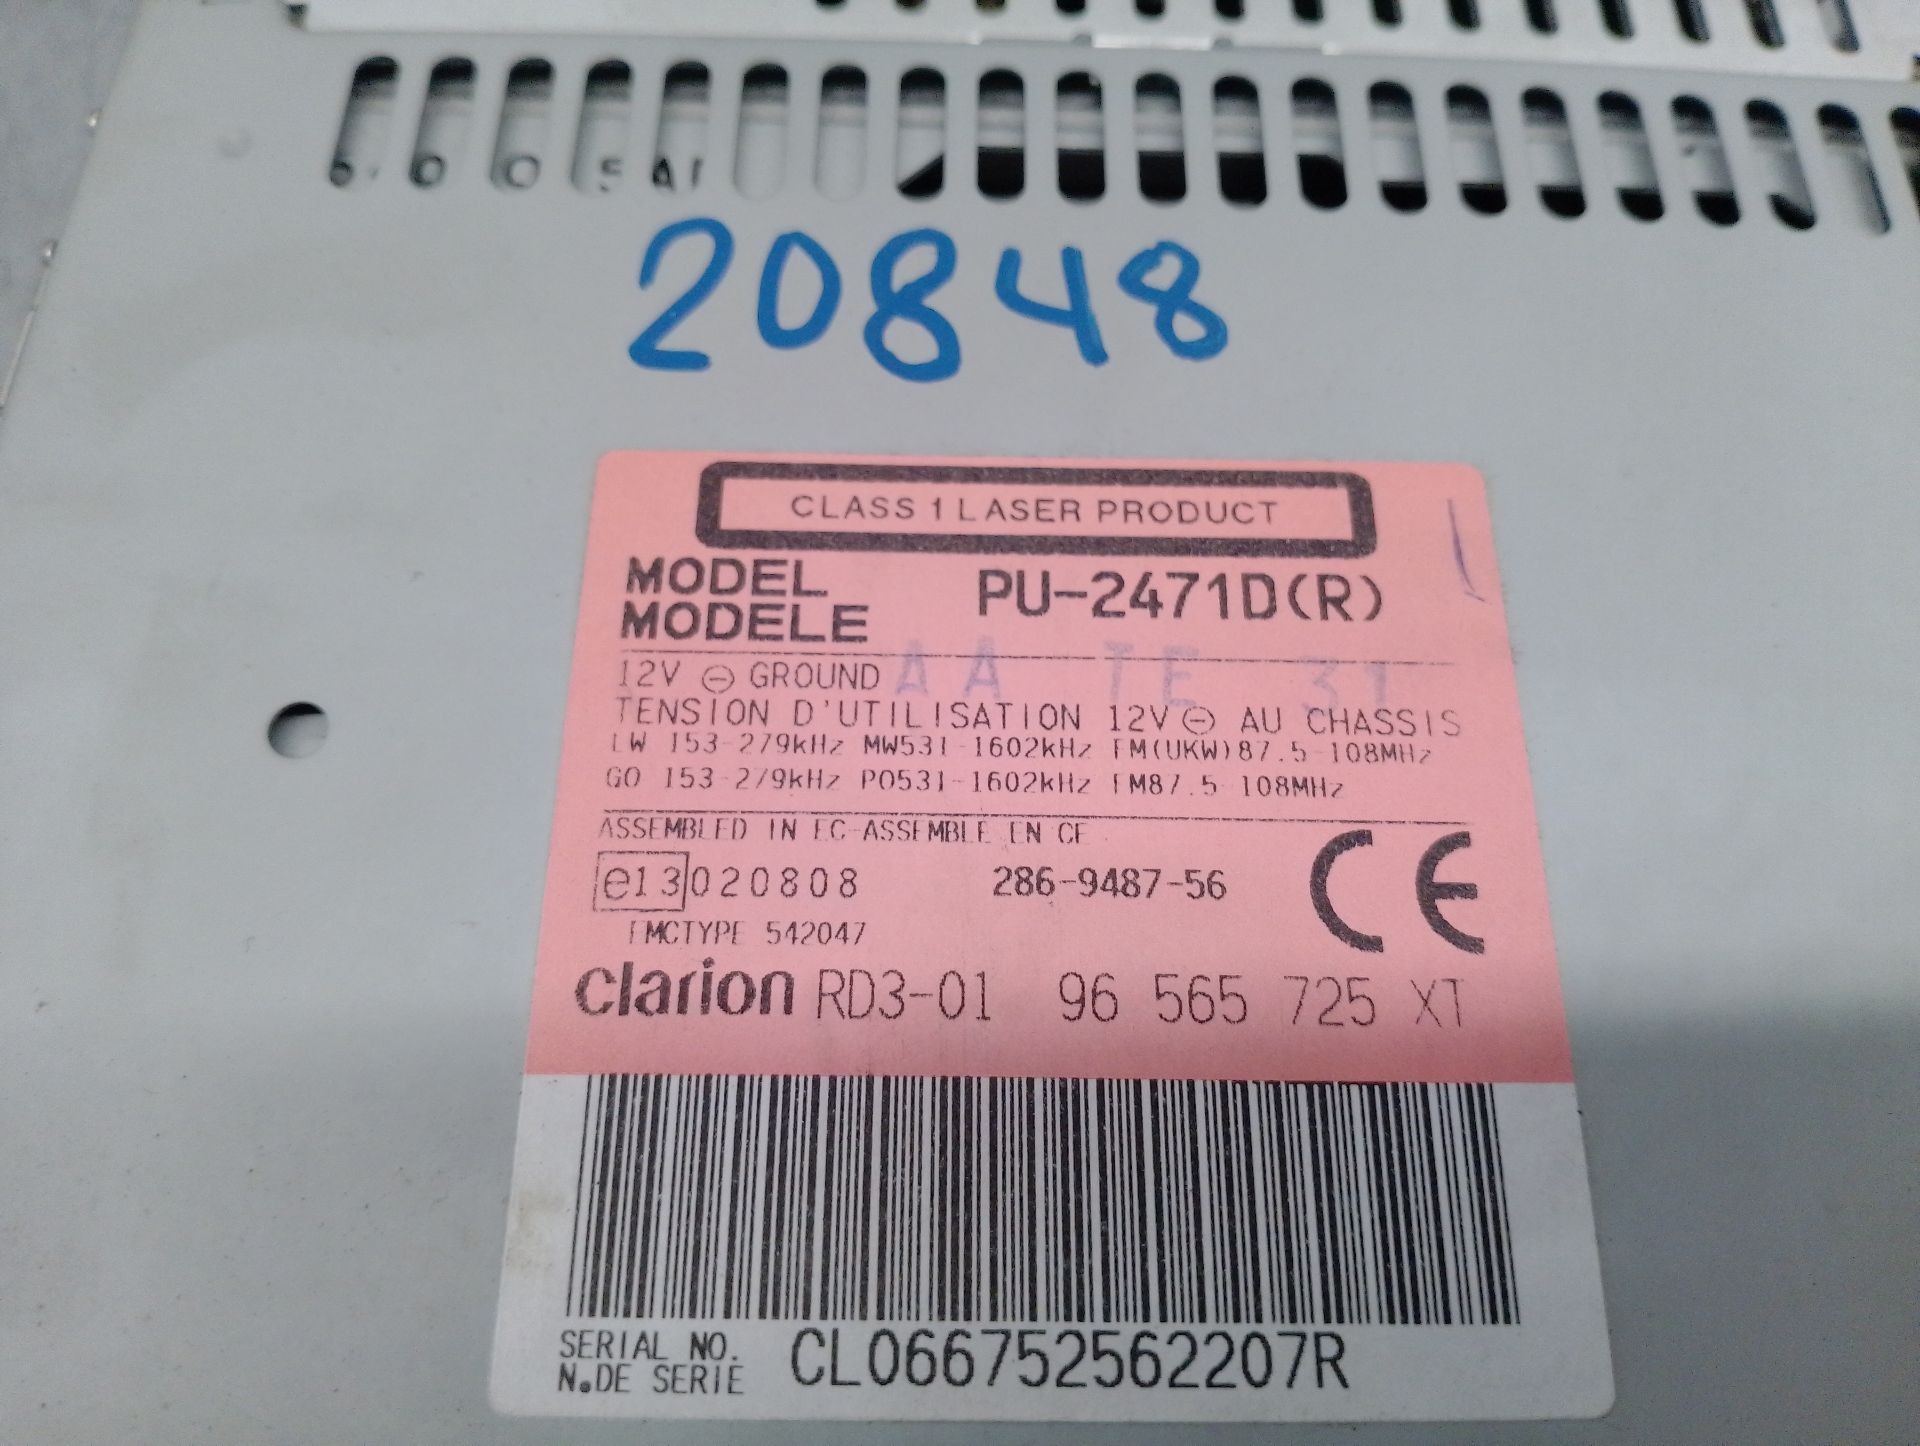 20848
CLASS 1 LASER PRODUCT
MODEL PU-2471D(R)
MODELE
AA TE 31
12V ⊖ GROUND
TENSION D'UTILISATION 12V ⊖ AU CHASSIS
LW 153-279kHz MW531-1602kHz FM(UKW)87.5-108MHz
GO 153-279kHz PO531-1602kHz FM87.5-108MHz
ASSEMBLED IN EC-ASSEMBLE EN CE
e13 020808 286-9487-56 CE
EMCTYPE 542047
clarion RD3-01 96 565 725 XT
SERIAL NO. CL066752562207R
N.DE SERIE